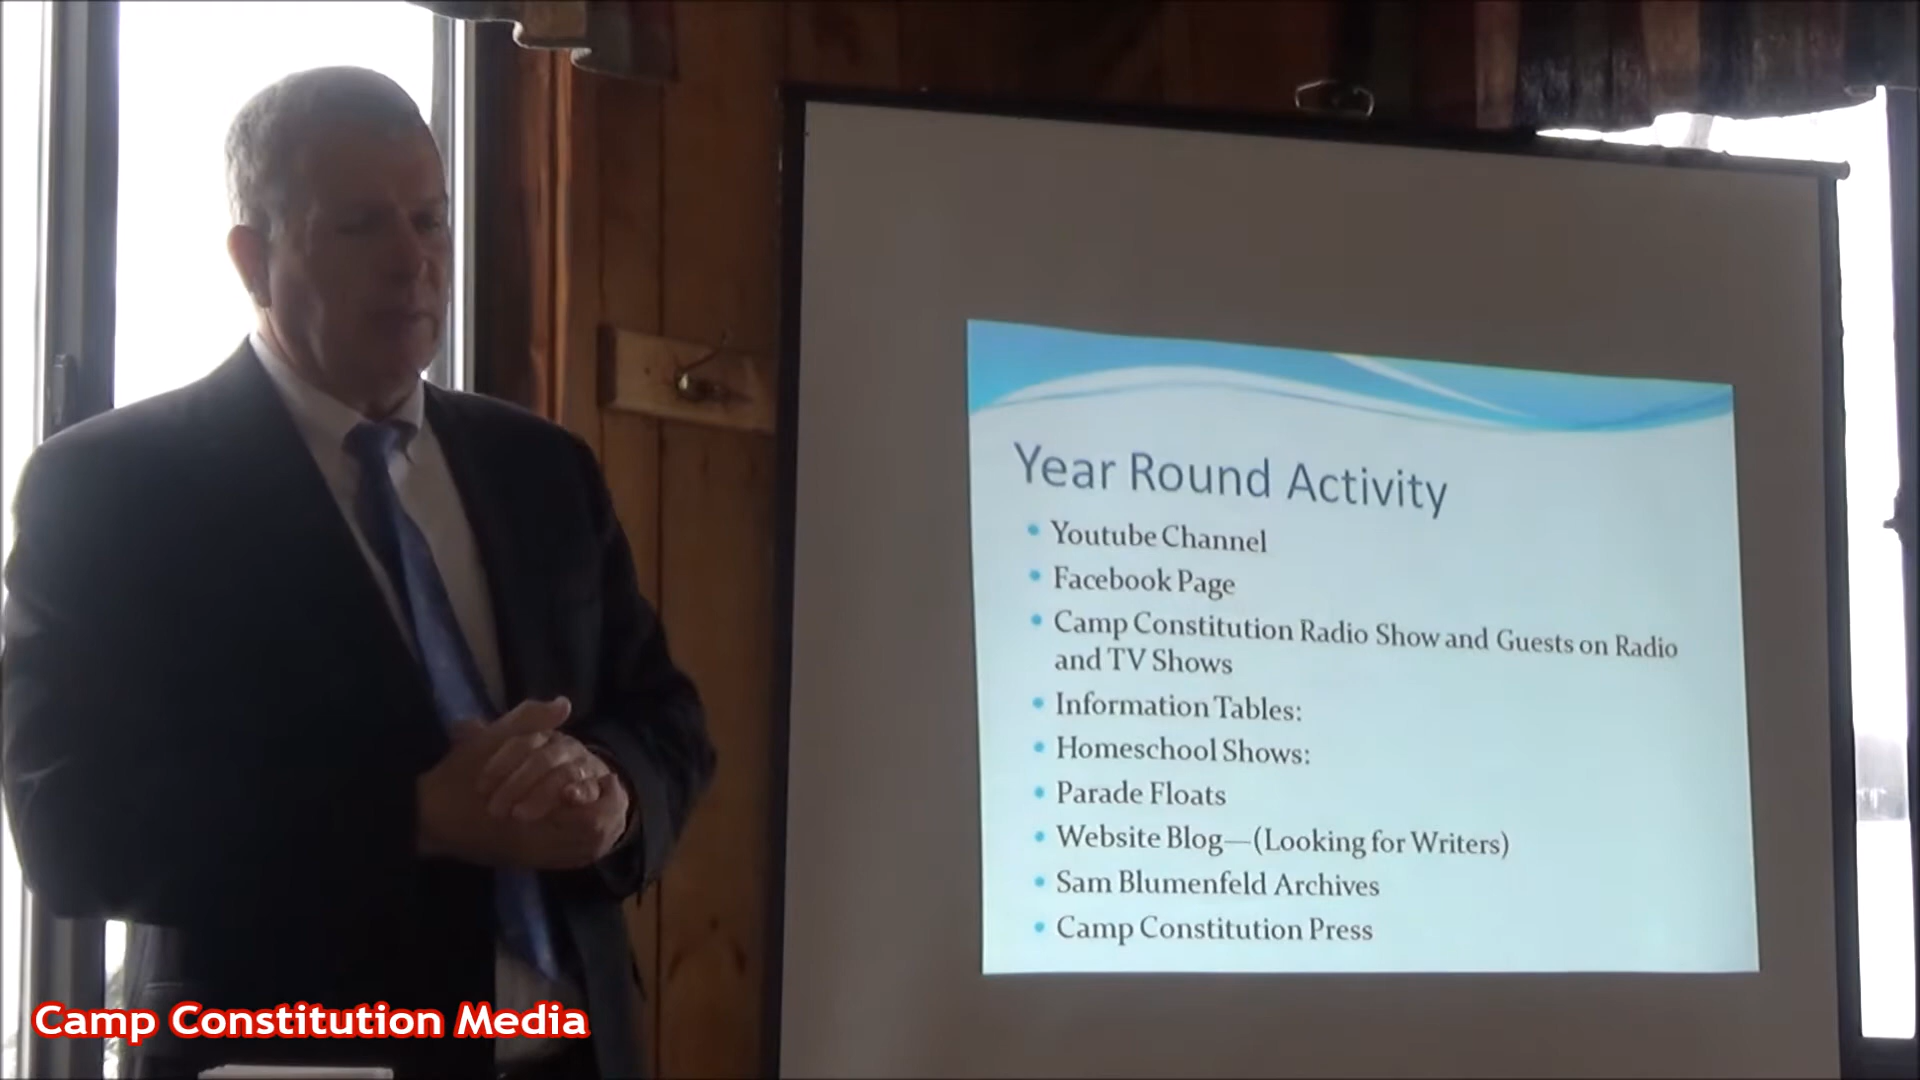 Year Round Activity
Youtube Channel
Facebook Page
Camp Constitution Radio Show and Guests on Radio
and TV Shows
Information Tables:
Homeschool Shows:
Parade Floats
Website Blog—(Looking for Writers)
Sam Blumenfeld Archives
Camp Constitution Press
Camp Constitution Media